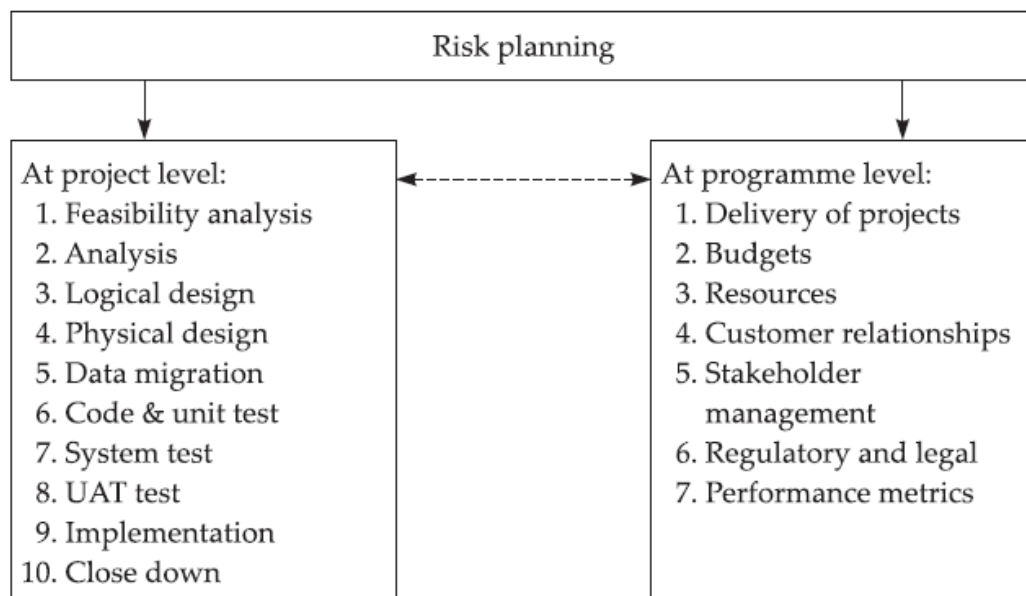 Risk planning
At project level:
1. Feasibility analysis
2. Analysis
3. Logical design
4. Physical design
5. Data migration
6. Code & unit test
7. System test
8. UAT test
9. Implementation
10. Close down
At programme level:
1. Delivery of projects
2. Budgets
3. Resources
4. Customer relationships
5. Stakeholder
management
6. Regulatory and legal
7. Performance metrics